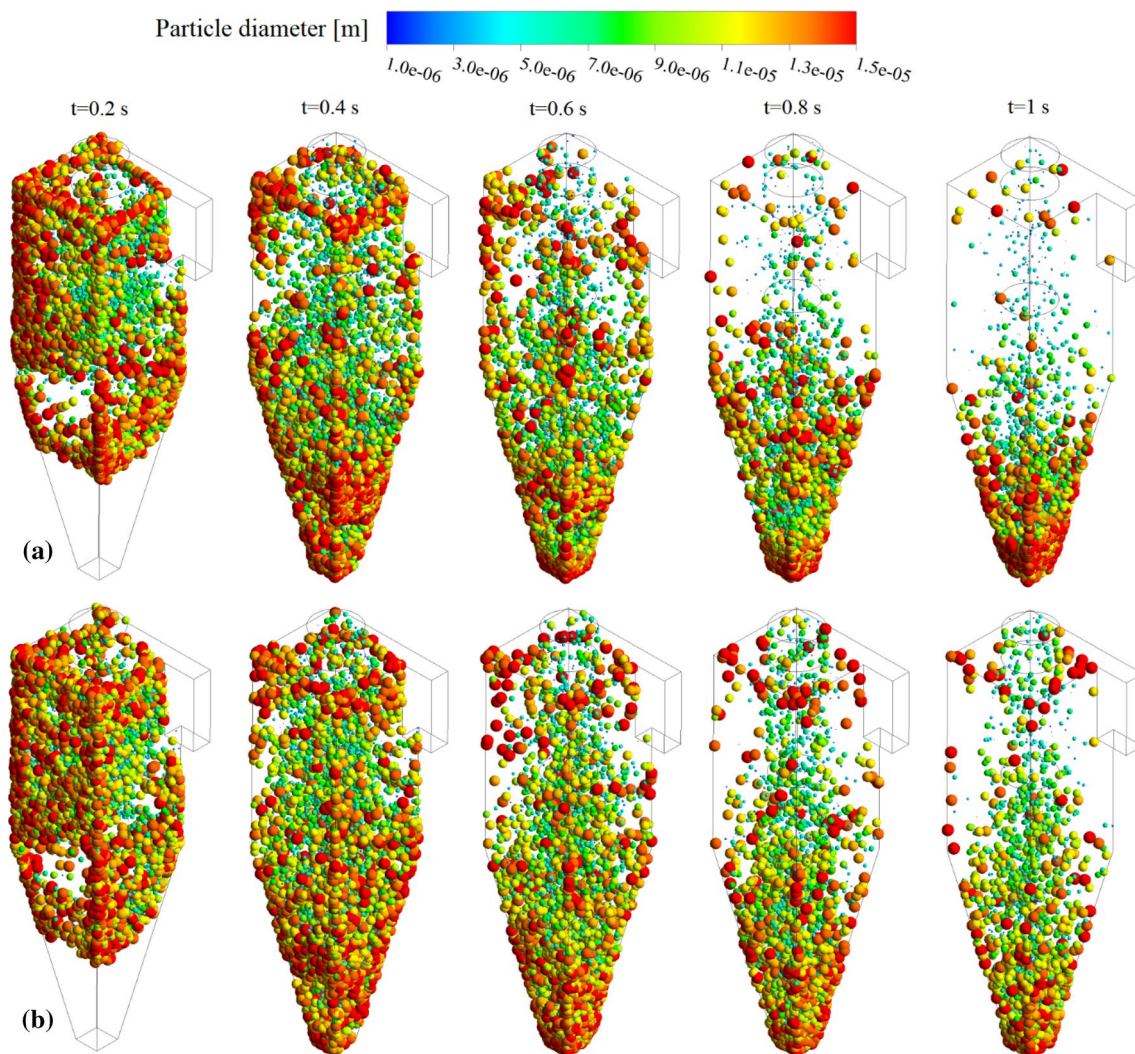 Particle diameter [m]
1.0e-06 3.0e-06 5.0e-06 7.0e-06 9.0e-06 1.1e-05 1.3e-05 1.5e-05
t=0.2 s t=0.4 s t=0.6 s t=0.8 s t=1 s
(a)
(b)